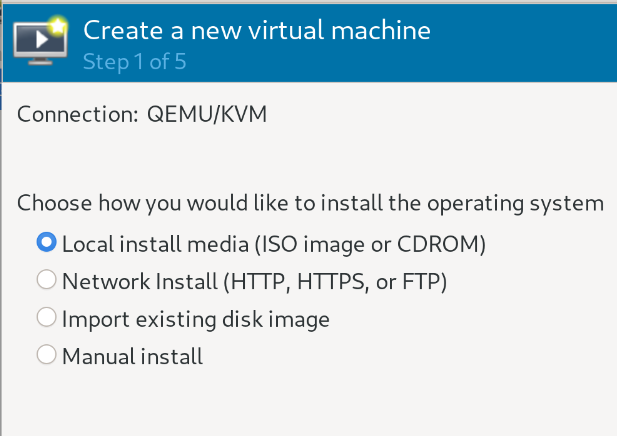 Create a new virtual machine
Step 1 of 5
Connection: QEMU/KVM
Choose how you would like to install the operating system
Local install media (ISO image or CDROM)
Network Install (HTTP, HTTPS, or FTP)
Import existing disk image
Manual install